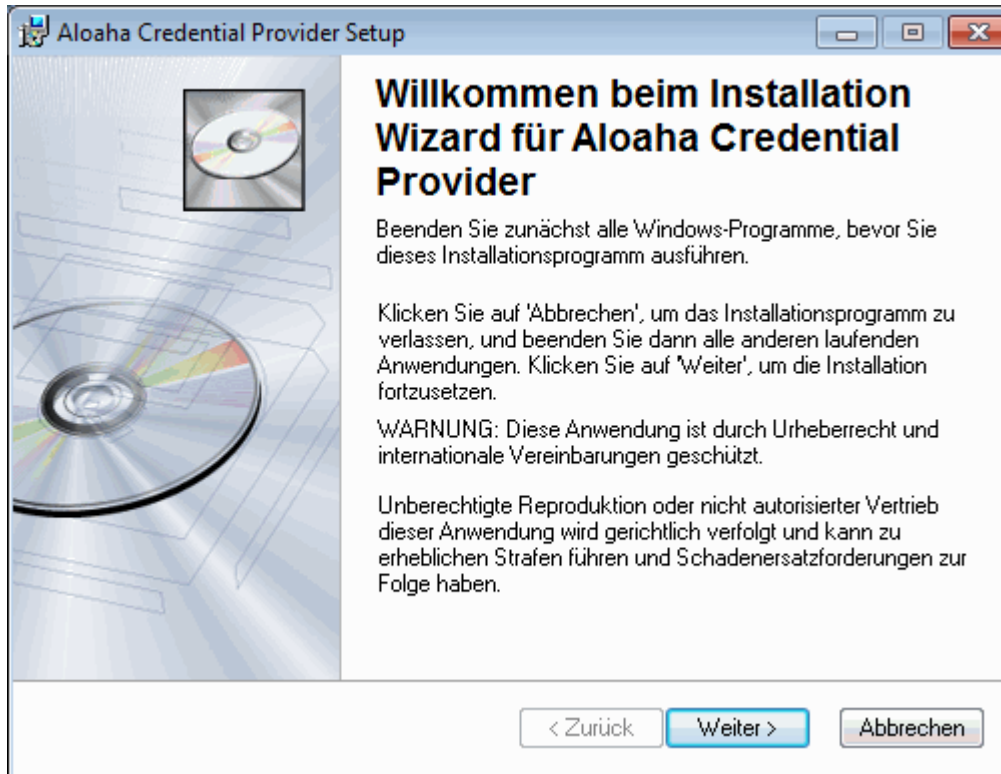 Aloaha Credential Provider Setup
Willkommen beim Installation
Wizard für Aloaha Credential
Provider
Beenden Sie zunächst alle Windows-Programme, bevor Sie
dieses Installationsprogramm ausführen.
Klicken Sie auf 'Abbrechen', um das Installationsprogramm zu
verlassen, und beenden Sie dann alle anderen laufenden
Anwendungen. Klicken Sie auf 'Weiter', um die Installation
fortzusetzen.
WARNUNG: Diese Anwendung ist durch Urheberrecht und
internationale Vereinbarungen geschützt.
Unberechtigte Reproduktion oder nicht autorisierter Vertrieb
dieser Anwendung wird gerichtlich verfolgt und kann zu
erheblichen Strafen führen und Schadenersatzforderungen zur
Folge haben.
< Zurück Weiter > Abbrechen